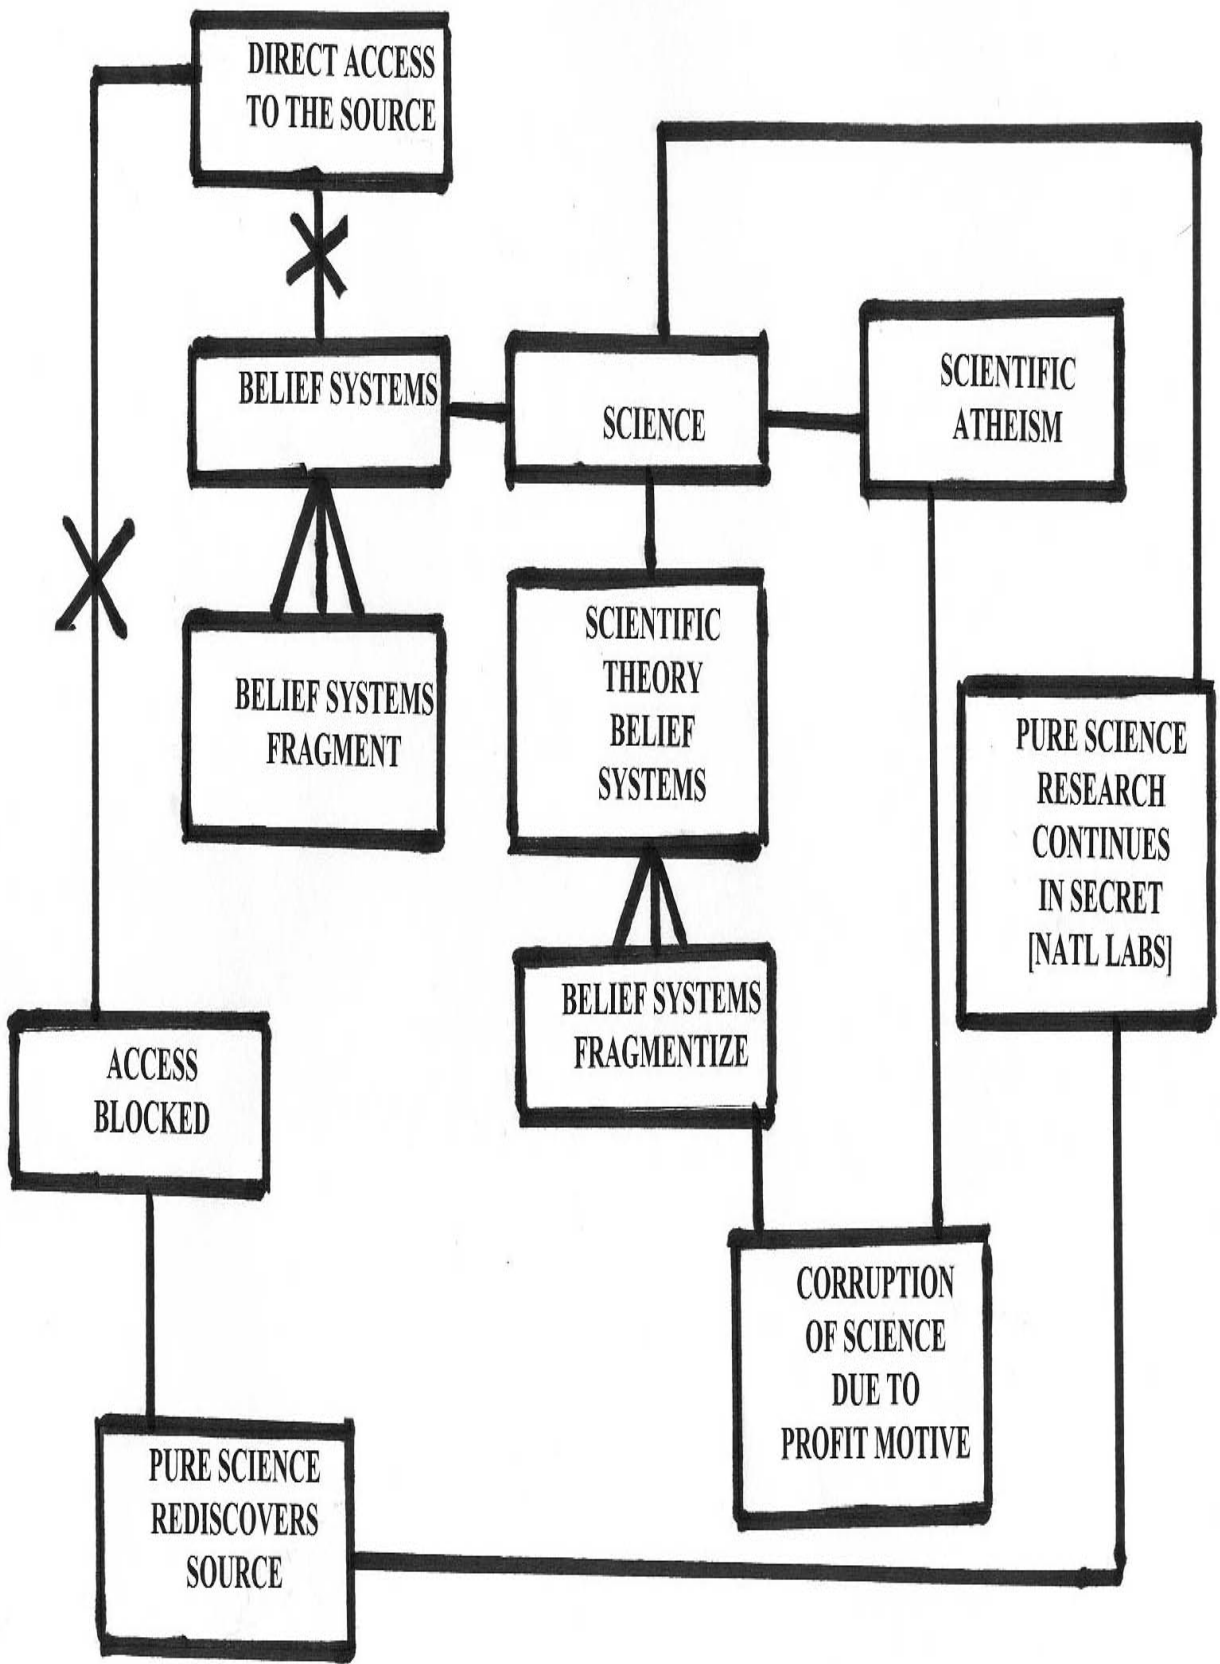 DIRECT ACCESS
TO THE SOURCE
BELIEF SYSTEMS
SCIENCE
SCIENTIFIC
ATHEISM
BELIEF SYSTEMS
FRAGMENT
SCIENTIFIC
THEORY
BELIEF
SYSTEMS
PURE SCIENCE
RESEARCH
CONTINUES
IN SECRET
[NATL LABS]
BELIEF SYSTEMS
FRAGMENTIZE
ACCESS
BLOCKED
CORRUPTION
OF SCIENCE
DUE TO
PROFIT MOTIVE
PURE SCIENCE
REDISCOVERS
SOURCE